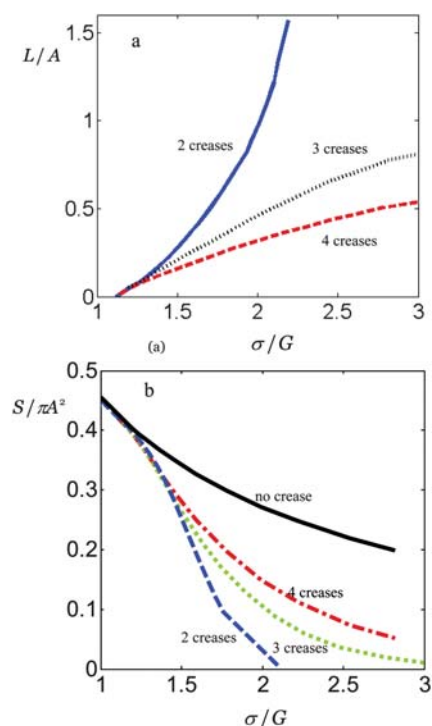 a
L/A
1.5
1
0.5
0
2 creases
3 creases
4 creases
1 1.5 2 2.5 3
(a) σ/G
b
S/πA²
0.5
0.4
0.3
0.2
0.1
0
no crease
4 creases
2 creases 3 creases
1 1.5 2 2.5 3
σ/G